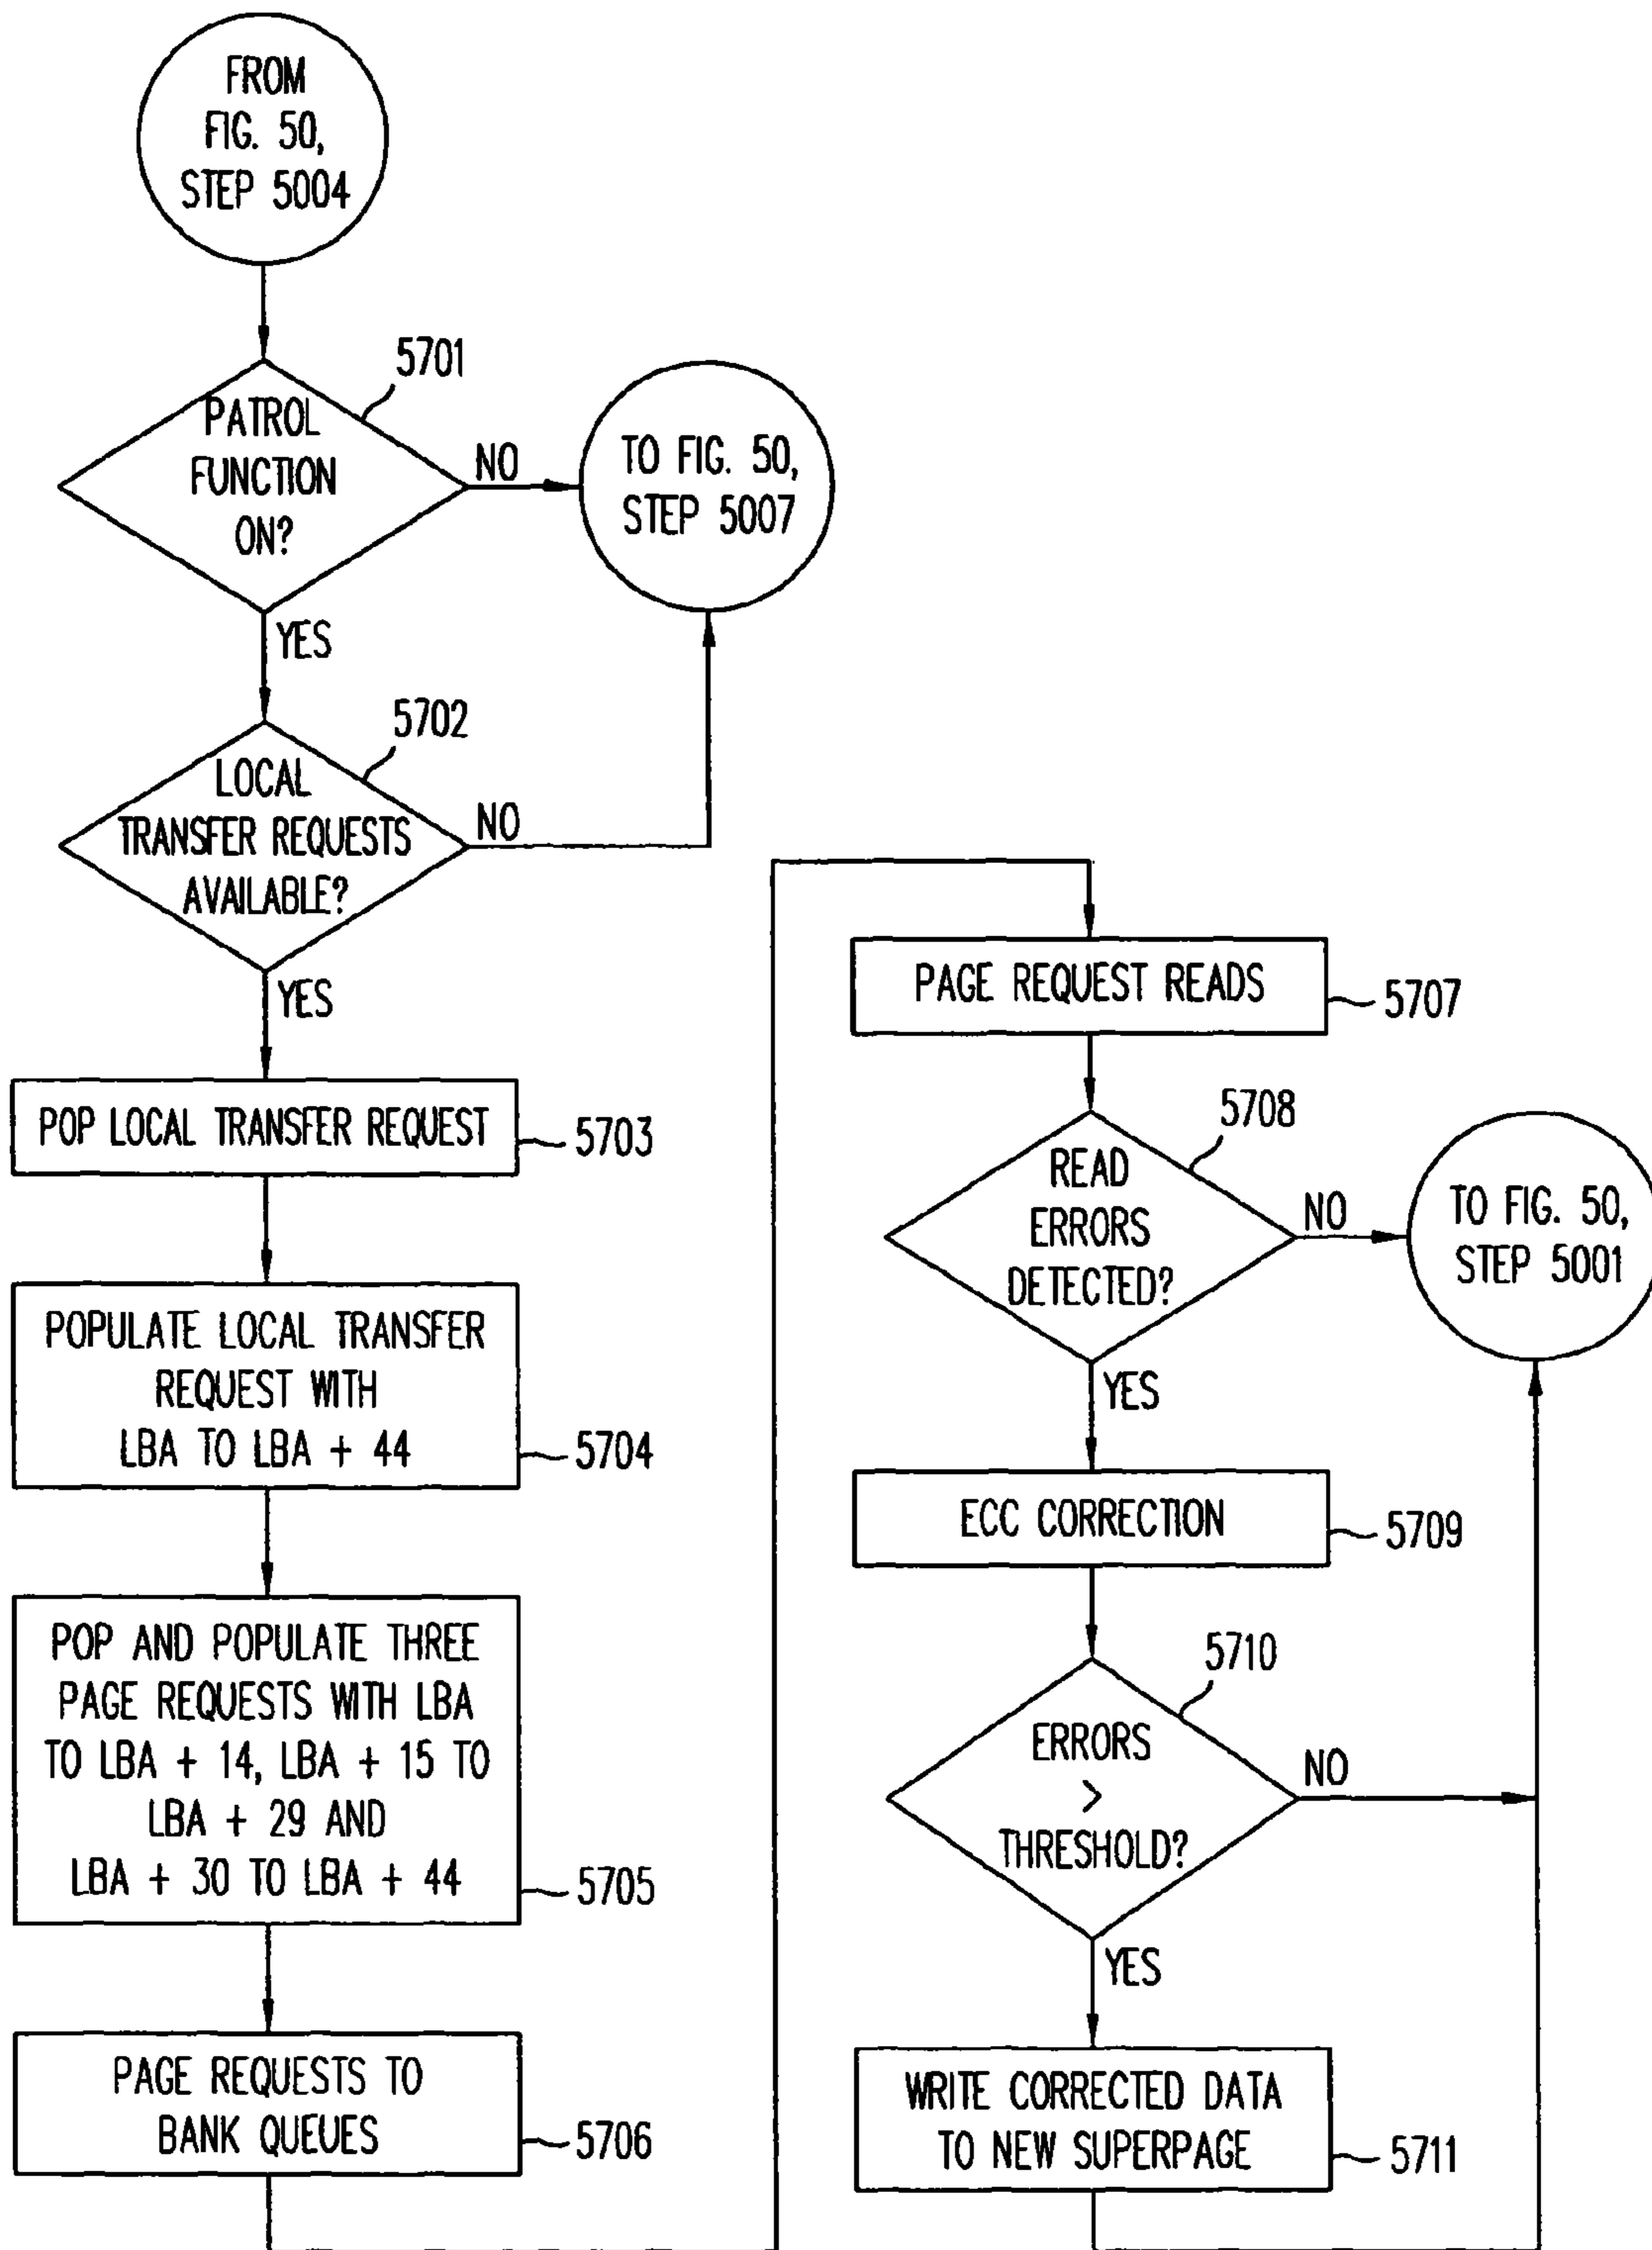 FROM
FIG. 50,
STEP 5004
5701
PATROL
FUNCTION
ON?
NO
TO FIG. 50,
STEP 5007
YES
5702
LOCAL
TRANSFER REQUESTS
AVAILABLE?
NO
YES
POP LOCAL TRANSFER REQUEST
5703
POPULATE LOCAL TRANSFER
REQUEST WITH
LBA TO LBA + 44
5704
POP AND POPULATE THREE
PAGE REQUESTS WITH LBA
TO LBA + 14, LBA + 15 TO
LBA + 29 AND
LBA + 30 TO LBA + 44
5705
PAGE REQUESTS TO
BANK QUEUES
5706
PAGE REQUEST READS
5707
5708
READ
ERRORS
DETECTED?
NO
TO FIG. 50,
STEP 5001
YES
ECC CORRECTION
5709
5710
ERRORS
>
THRESHOLD?
NO
YES
WRITE CORRECTED DATA
TO NEW SUPERPAGE
5711